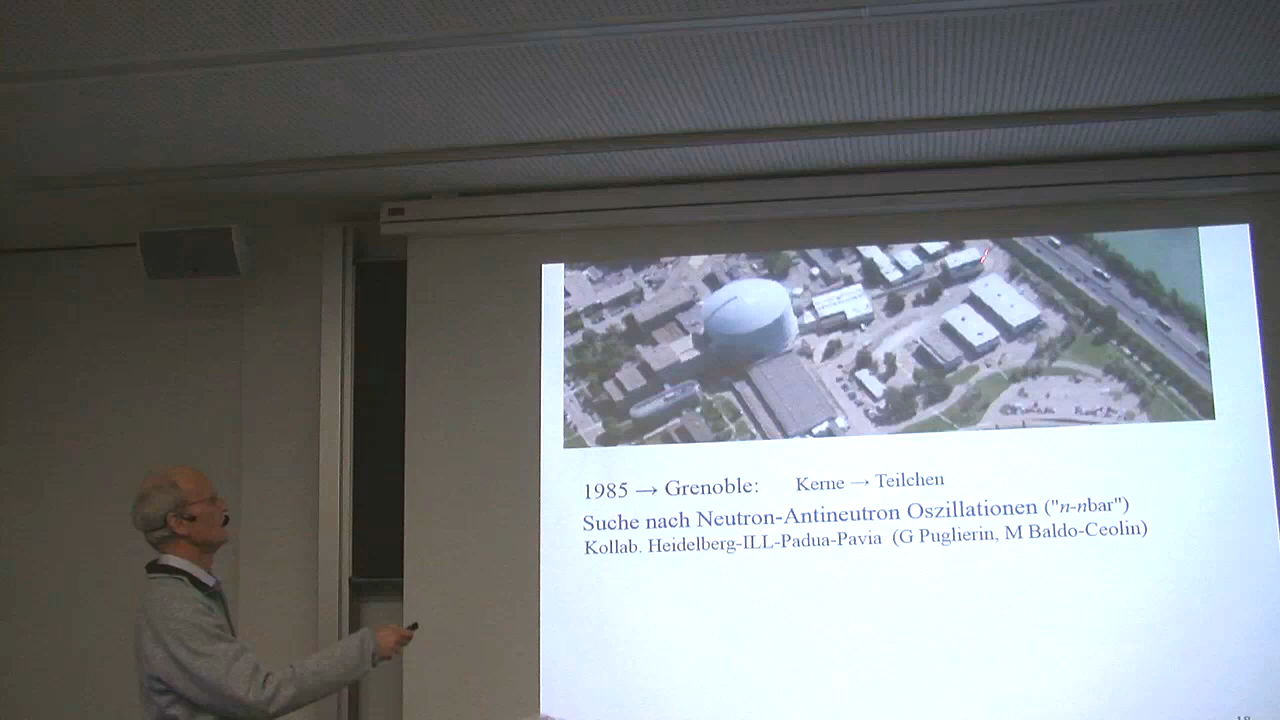 1985 → Grenoble: Kerne → Teilchen
Suche nach Neutron-Antineutron Oszillationen ("n-nbar")
Kollab. Heidelberg-ILL-Padua-Pavia (G Puglierin, M Baldo-Ceolin)